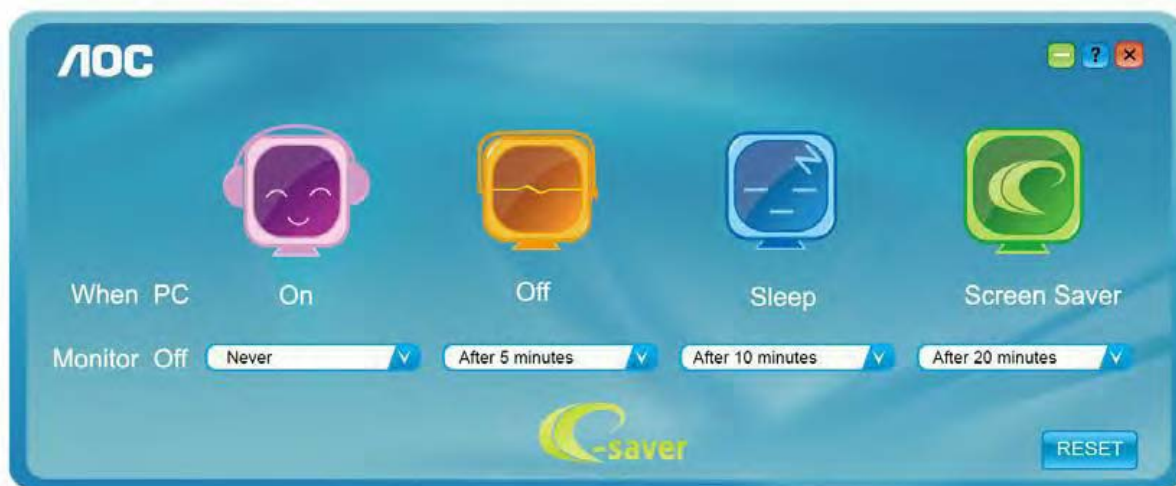 AOC
?
When PC On Off Sleep Screen Saver
Monitor Off Never After 5 minutes After 10 minutes After 20 minutes
e-saver
RESET